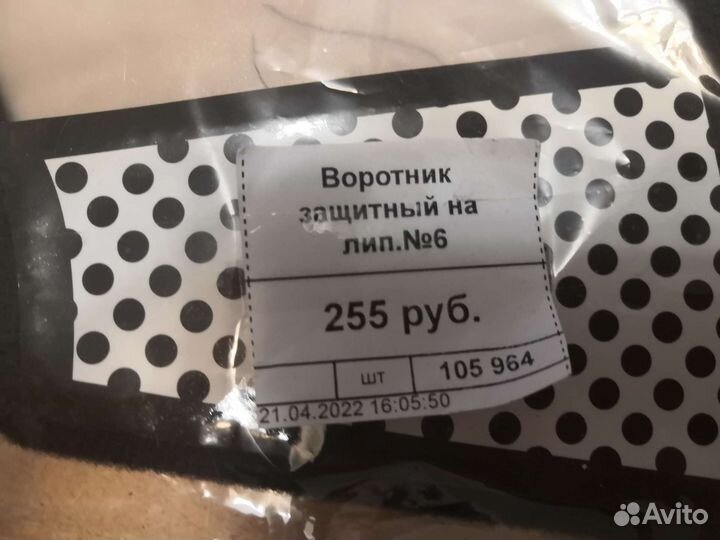 Воротник
защитный на
лип.№6
255 руб.
шт 105 964
21.04.2022 16:05:50
Avito